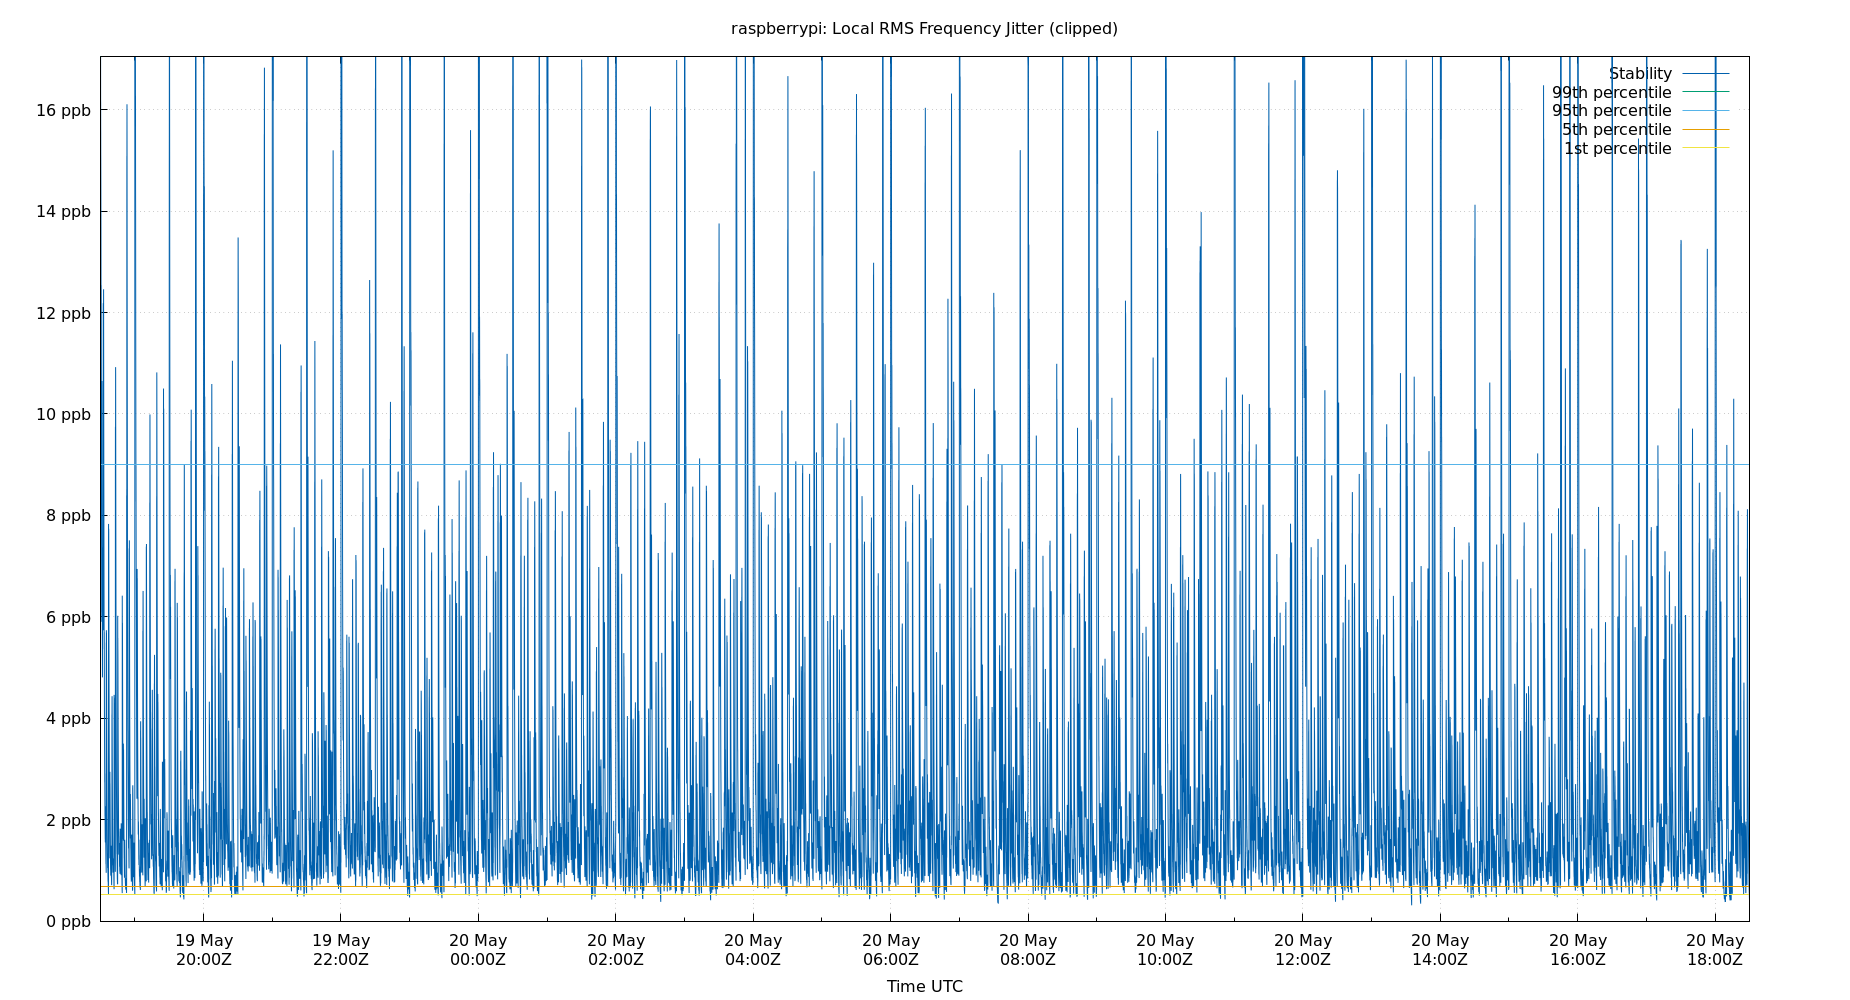 raspberrypi: Local RMS Frequency Jitter (clipped)
Stability
99th percentile
95th percentile
5th percentile
1st percentile
16 ppb
14 ppb
12 ppb
10 ppb
8 ppb
6 ppb
4 ppb
2 ppb
0 ppb
19 May 19 May 20 May 20 May 20 May 20 May 20 May 20 May 20 May 20 May 20 May 20 May
20:00Z 22:00Z 00:00Z 02:00Z 04:00Z 06:00Z 08:00Z 10:00Z 12:00Z 14:00Z 16:00Z 18:00Z
Time UTC